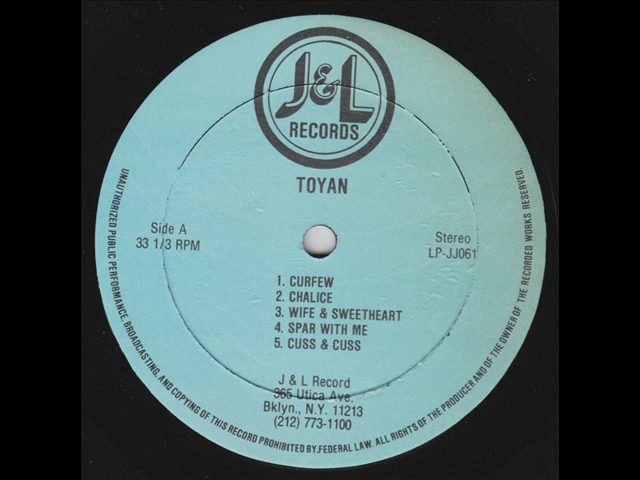 J&L
RECORDS
TOYAN
Side A
33 1/3 RPM
Stereo
LP-JJ061
1. CURFEW
2. CHALICE
3. WIFE & SWEETHEART
4. SPAR WITH ME
5. CUSS & CUSS
J & L Record
365 Utica Ave.
Bklyn., N.Y. 11213
(212) 773-1100
UNAUTHORIZED PUBLIC PERFORMANCE, BROADCASTING, AND COPYING OF THIS RECORD PROHIBITED BY FEDERAL LAW. ALL RIGHTS OF THE PRODUCER AND OF THE OWNER OF THE RECORDED WORKS RESERVED.